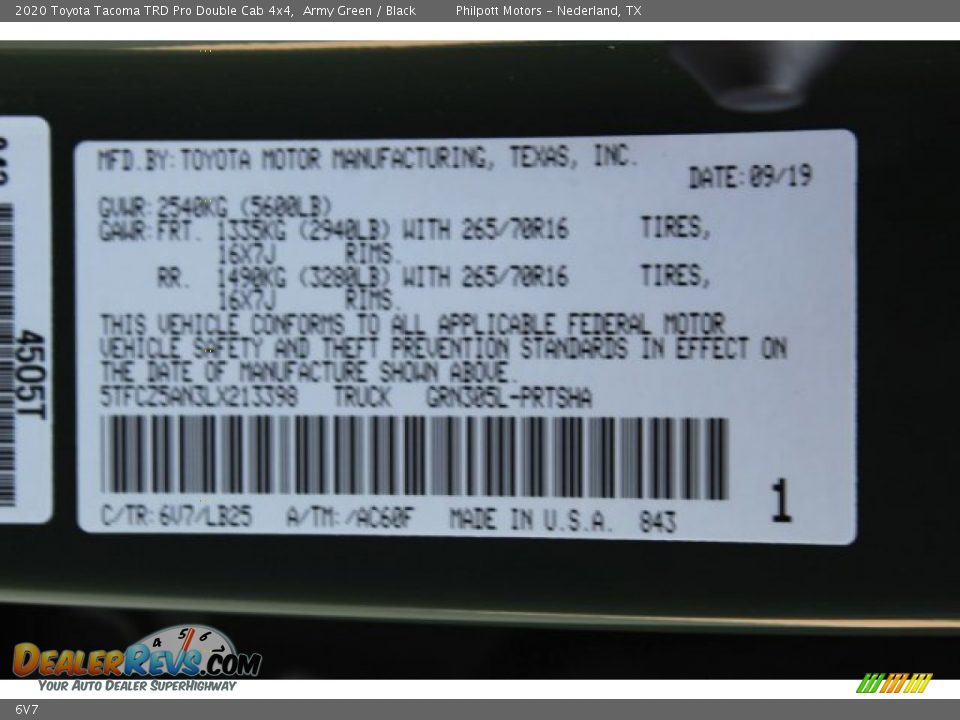 2020 Toyota Tacoma TRD Pro Double Cab 4x4, Army Green / Black Philpott Motors – Nederland, TX
MFD.BY:TOYOTA MOTOR MANUFACTURING, TEXAS, INC.
DATE:09/19
GVWR:2540KG (5600LB)
GAWR:FRT. 1335KG (2940LB) WITH 265/70R16 TIRES,
16X7J RIMS.
RR. 1490KG (3280LB) WITH 265/70R16 TIRES,
16X7J RIMS.
THIS VEHICLE CONFORMS TO ALL APPLICABLE FEDERAL MOTOR
VEHICLE SAFETY AND THEFT PREVENTION STANDARDS IN EFFECT ON
THE DATE OF MANUFACTURE SHOWN ABOVE.
5TFCZ5AN3LX213398 TRUCK GRN305L-PRTSHA
C/TR:6V7/LB25 A/TM:/AC60F MADE IN U.S.A. 843
1
4505T
4 5 6
DEALERREVS.COM
YOUR AUTO DEALER SUPERHIGHWAY
6V7